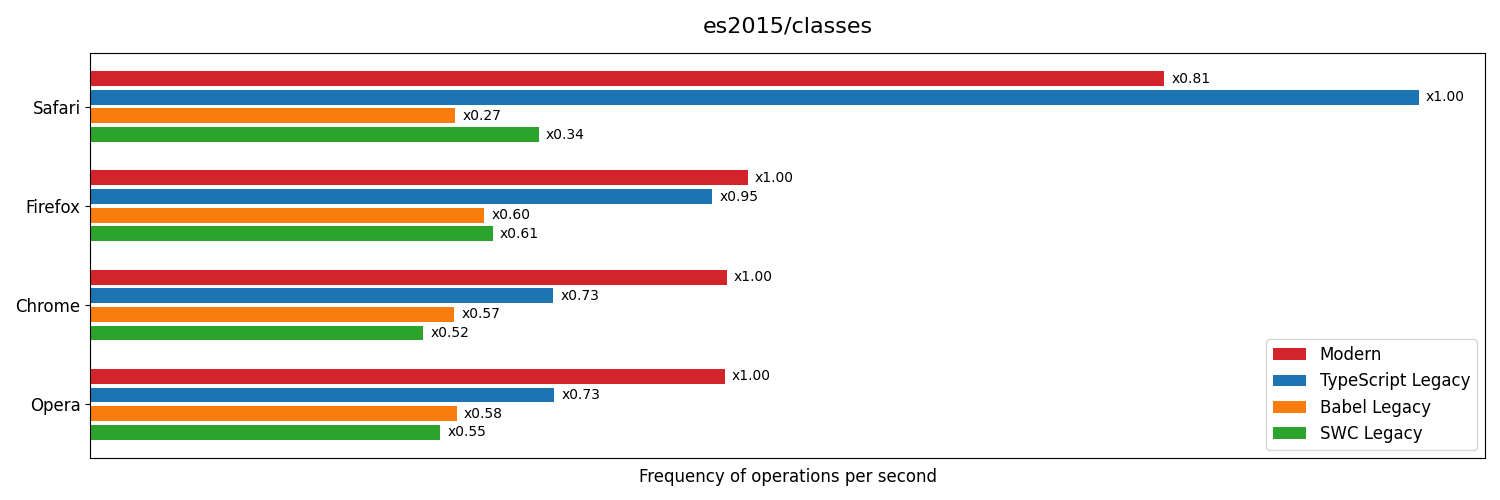 es2015/classes
Safari
x0.81
x1.00
x0.27
x0.34
Firefox
x1.00
x0.95
x0.60
x0.61
Chrome
x1.00
x0.73
x0.57
x0.52
Opera
x1.00
x0.73
x0.58
x0.55
Modern
TypeScript Legacy
Babel Legacy
SWC Legacy
Frequency of operations per second